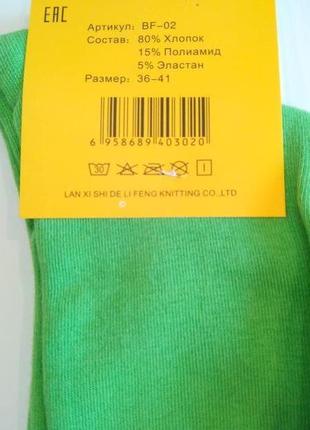 EAC
Артикул: BF-02
Состав: 80% Хлопок
15% Полиамид
5% Эластан
Размер: 36-41
6 958689 403020
30
LAN XI SHI DE LI FENG KNITTING CO.,LTD